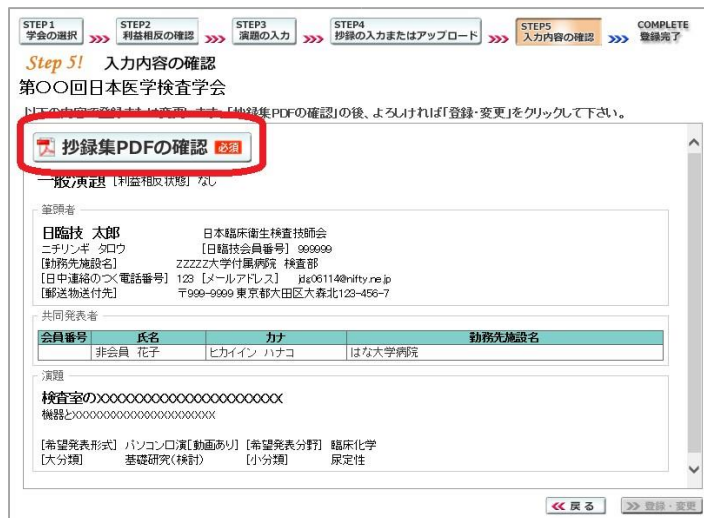 STEP1 STEP2 STEP3 STEP4 STEP5 COMPLETE
学会の選択 >>> 利益相反の確認 >>> 演題の入力 >>> 抄録の入力またはアップロード >>> 入力内容の確認 >>> 登録完了
Step 5! 入力内容の確認
第〇〇回日本医学検査学会
以下の内容で登録または変更します。「抄録集PDFの確認」の後、よろしければ「登録・変更」をクリックして下さい。
抄録集PDFの確認 必須
一般演題 [利益相反状態] なし
筆頭者
日臨技 太郎 日本臨床衛生検査技師会
ニチリンギ タロウ [日臨技会員番号] 999999
[勤務先施設名] ZZZZZ大学付属病院 検査部
[日中連絡のつく電話番号] 123 [メールアドレス] jdg06114@nifty.ne.jp
[郵送物送付先] 〒999-9999 東京都大田区大森北123-456-7
共同発表者
会員番号 氏名 カナ 勤務先施設名
非会員 花子 ヒカイイン ハナコ はな大学病院
演題
検査室のXXXXXXXXXXXXXXXXXXXXXX
機器とXXXXXXXXXXXXXXXXXXXX
[希望発表形式] パソコン口演[動画あり] [希望発表分野] 臨床化学
[大分類] 基礎研究(検討) [小分類] 尿定性
<< 戻る >> 登録・変更